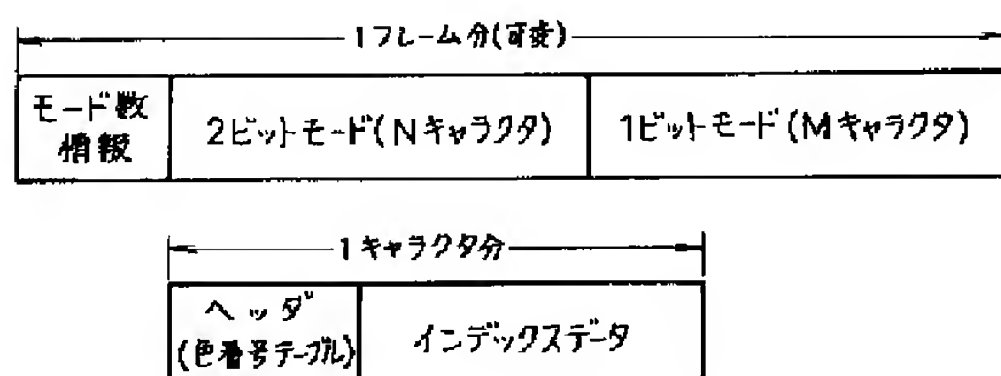 1フレーム分(可変)
モード数
情報
2ビットモード(Nキャラクタ)
1ビットモード(Mキャラクタ)
1キャラクタ分
ヘッダ
(色番号テーブル)
インデックスデータ